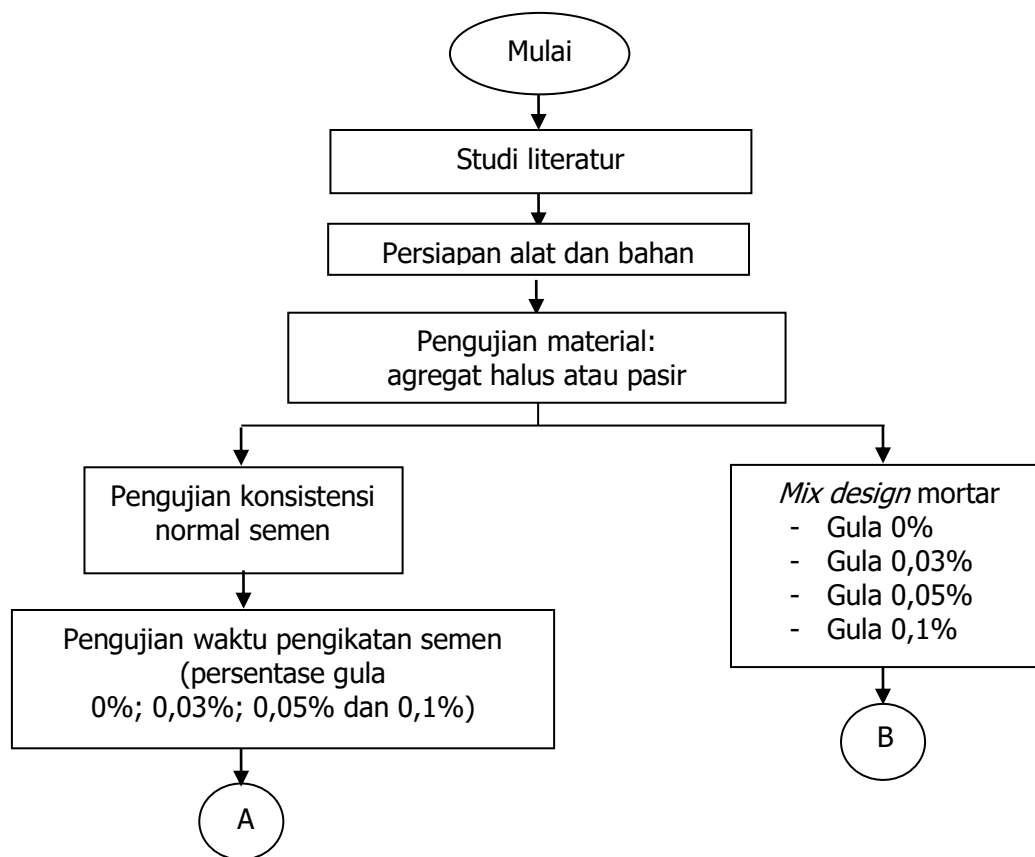 Mulai
Studi literatur
Persiapan alat dan bahan
Pengujian material:
agregat halus atau pasir
Pengujian konsistensi
normal semen
Pengujian waktu pengikatan semen
(persentase gula
0%; 0,03%; 0,05% dan 0,1%)
A
Mix design mortar
- Gula 0%
- Gula 0,03%
- Gula 0,05%
- Gula 0,1%
B